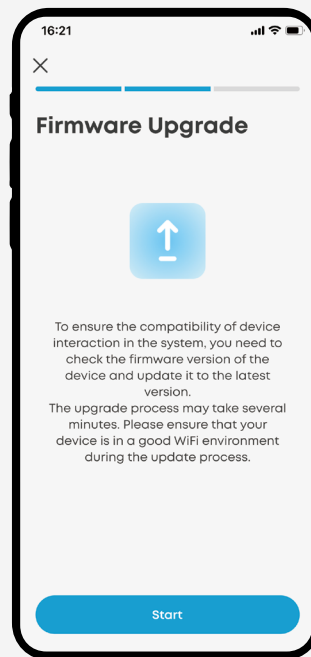 16:21
Firmware Upgrade
To ensure the compatibility of device
interaction in the system, you need to
check the firmware version of the
device and update it to the latest
version.
The upgrade process may take several
minutes. Please ensure that your
device is in a good WiFi environment
during the update process.
Start